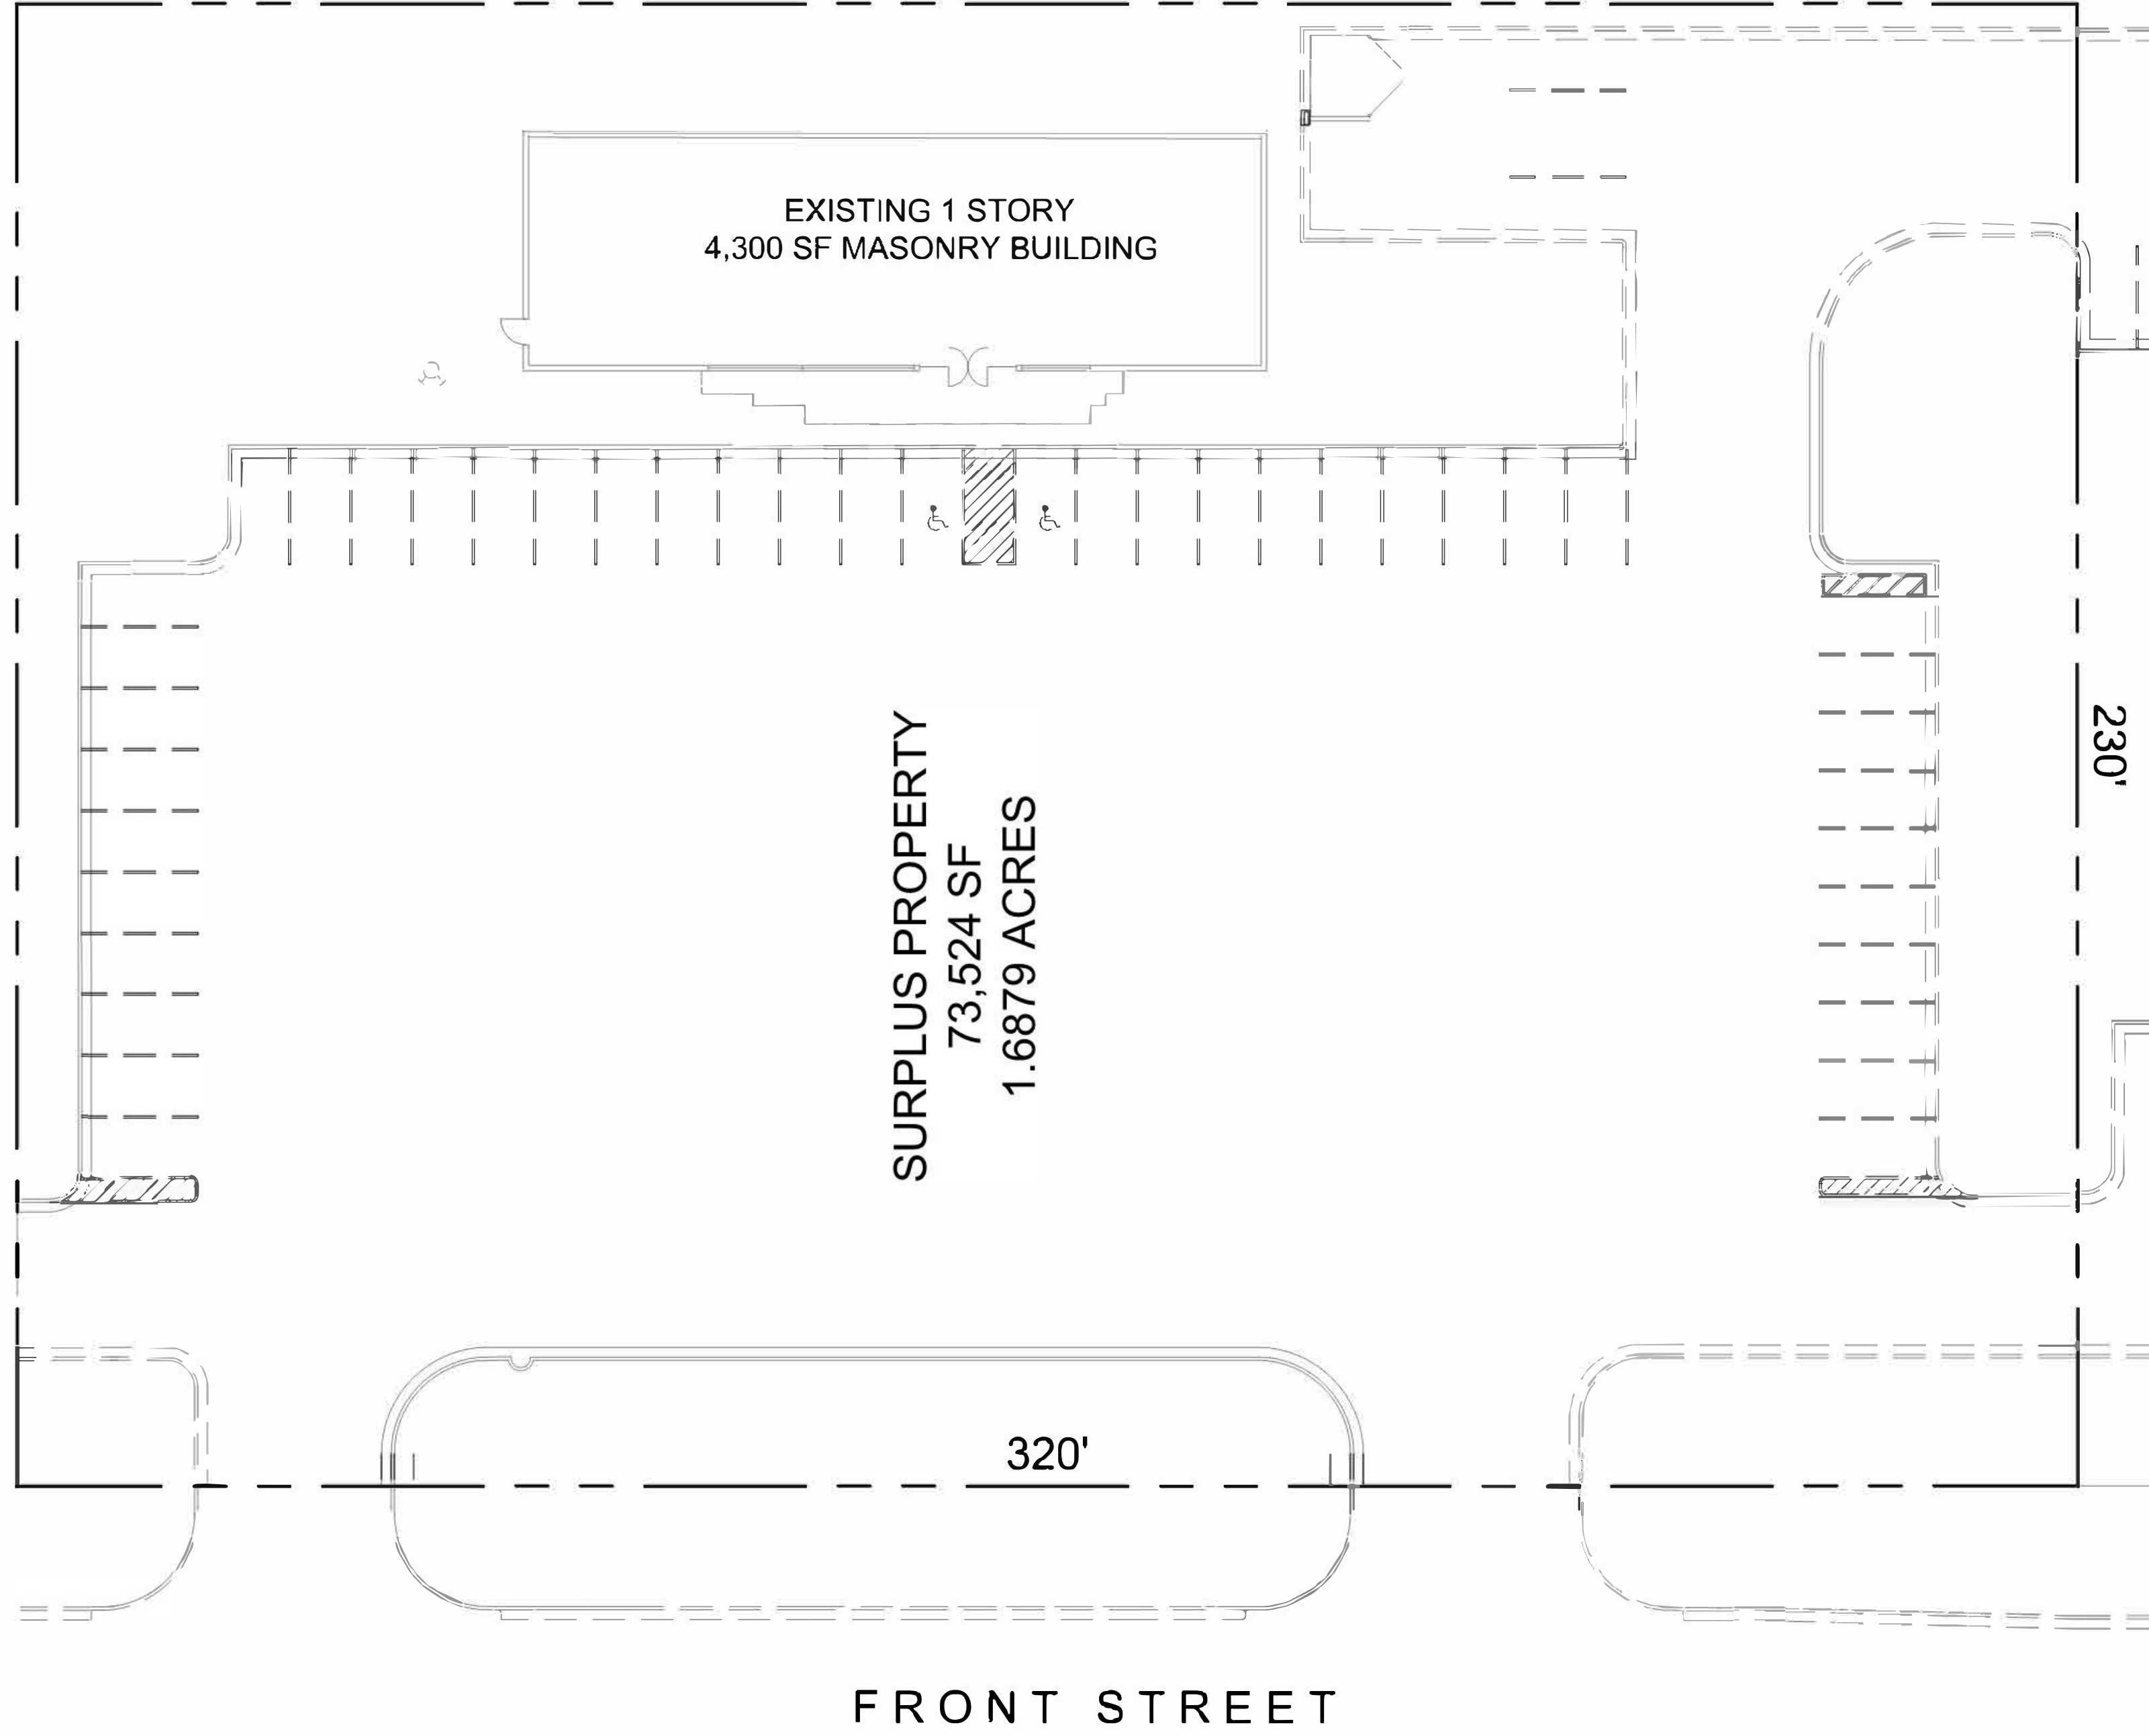 EXISTING 1 STORY
4,300 SF MASONRY BUILDING
SURPLUS PROPERTY
73,524 SF
1.6879 ACRES
230'
320'
FRONT STREET